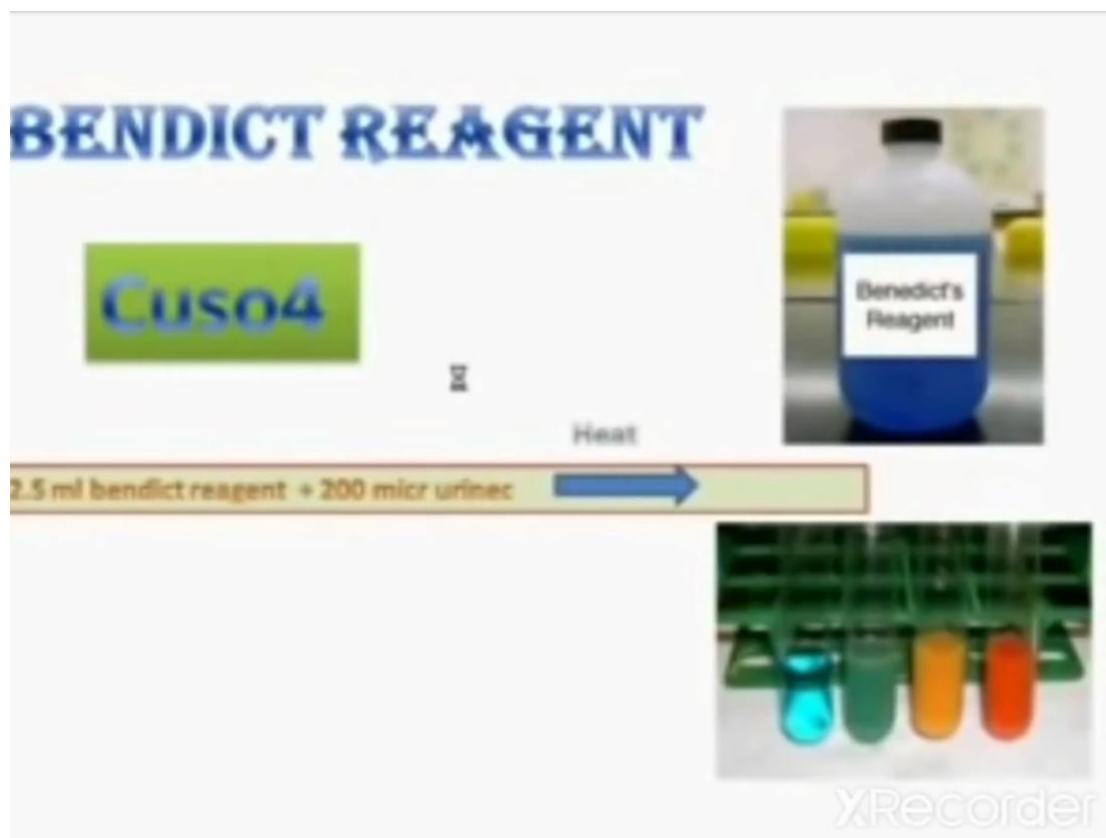 BENDICT REAGENT
Benedict's
Reagent
Cuso4
Heat
2.5 ml bendict reagent + 200 micr urinec
XRecorder